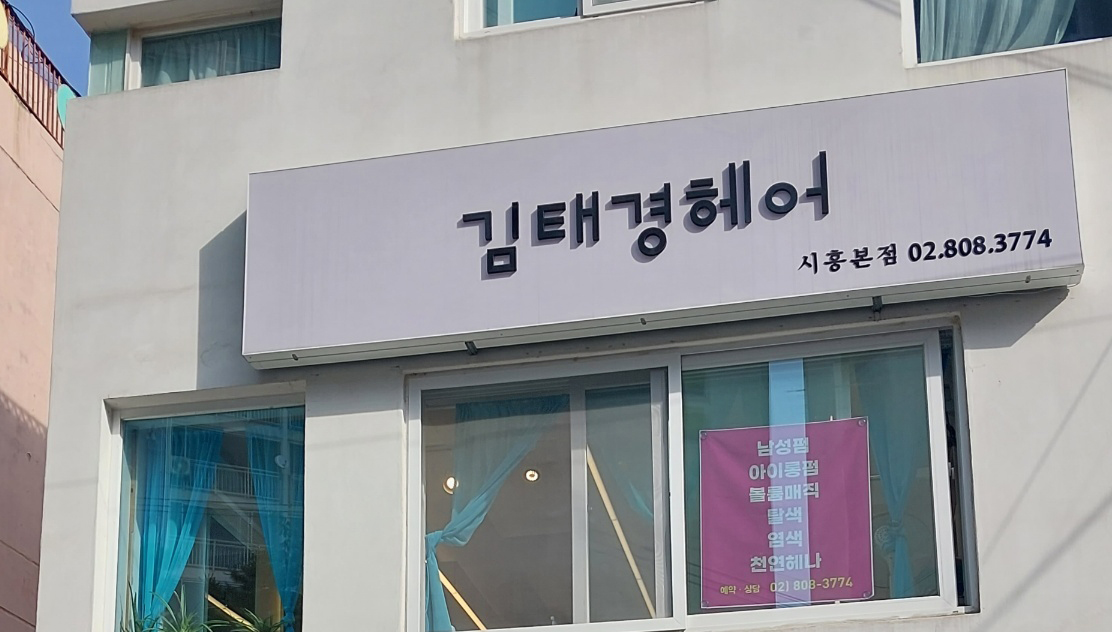 김태경헤어
시흥본점 02.808.3774
남성펌
아이롱펌
볼륨매직
탈색
염색
천연헤나
예약·상담 02) 808-3774